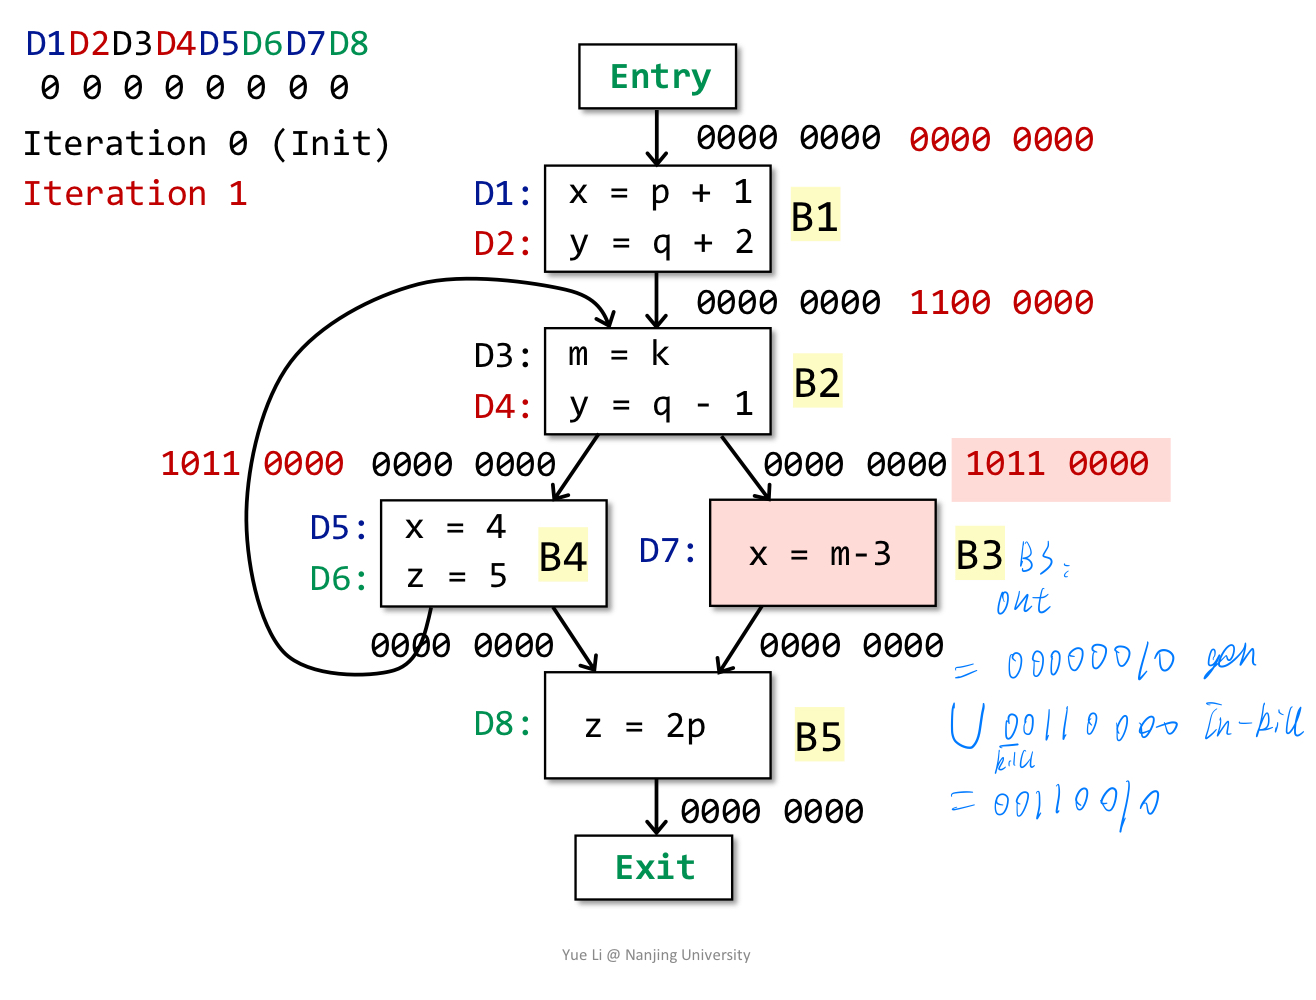 D1D2D3D4D5D6D7D8
0 0 0 0 0 0 0 0
Iteration 0 (Init)
Iteration 1
Entry
0000 0000 0000 0000
D1: x = p + 1
D2: y = q + 2
B1
0000 0000 1100 0000
D3: m = k
D4: y = q - 1
B2
1011 0000 0000 0000
0000 0000 1011 0000
D5: x = 4
D6: z = 5
B4
D7: x = m-3
B3
B3:
out
0000 0000
0000 0000
= 00000010 gen
U 00110000 In-kill
kill
= 00110010
D8: z = 2p
B5
0000 0000
Exit
Yue Li @ Nanjing University